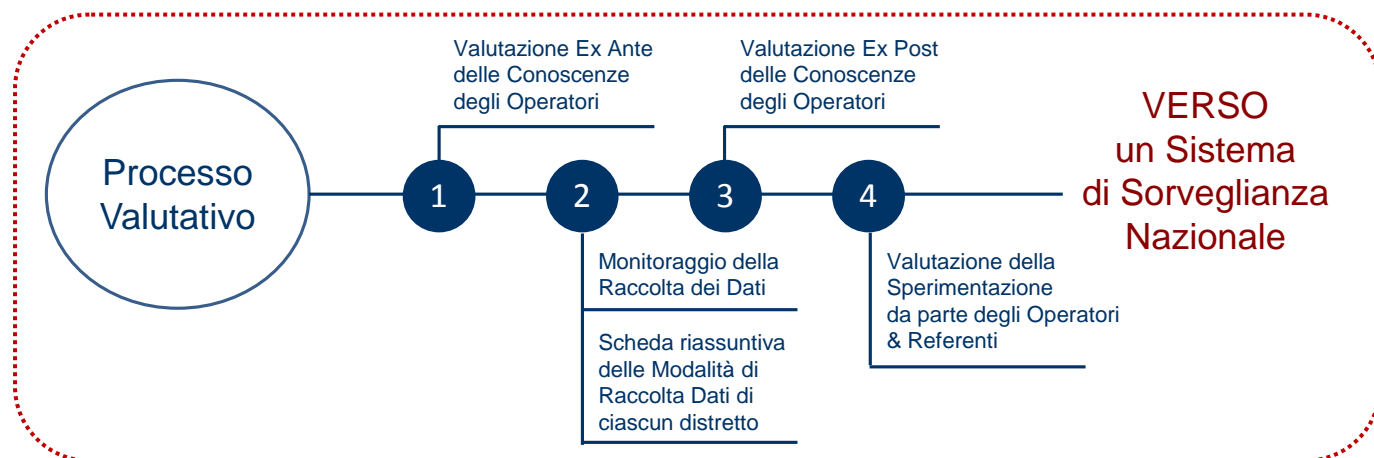 Processo
Valutativo
1
Valutazione Ex Ante
delle Conoscenze
degli Operatori
2
Monitoraggio della
Raccolta dei Dati
Scheda riassuntiva
delle Modalità di
Raccolta Dati di
ciascun distretto
3
Valutazione Ex Post
delle Conoscenze
degli Operatori
4
Valutazione della
Sperimentazione
da parte degli Operatori
& Referenti
VERSO
un Sistema
di Sorveglianza
Nazionale